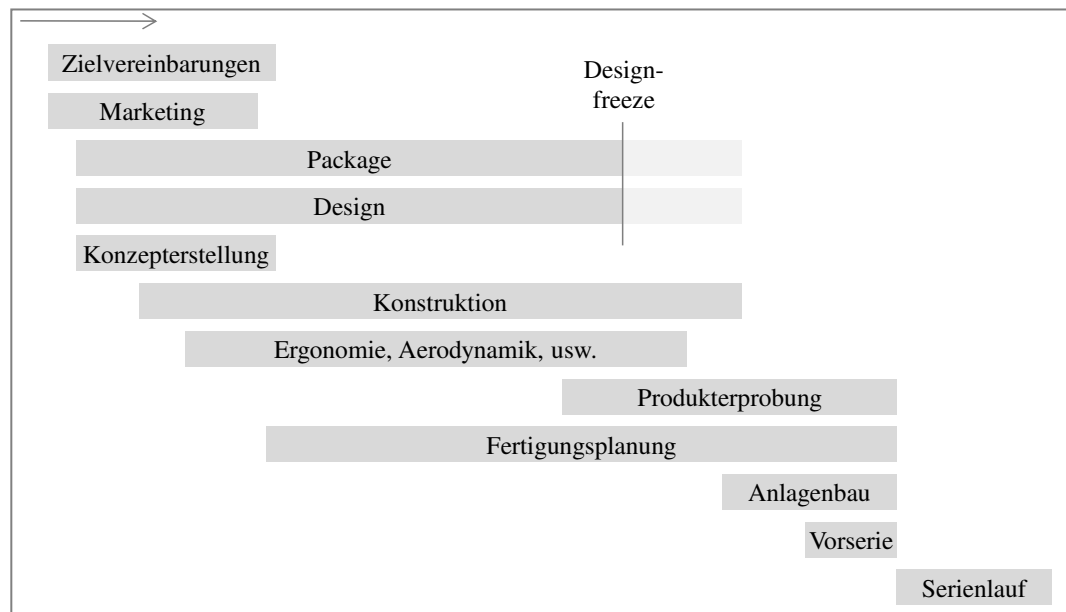 Zielvereinbarungen
Design-
freeze
Marketing
Package
Design
Konzepterstellung
Konstruktion
Ergonomie, Aerodynamik, usw.
Produkterprobung
Fertigungsplanung
Anlagenbau
Vorserie
Serienlauf